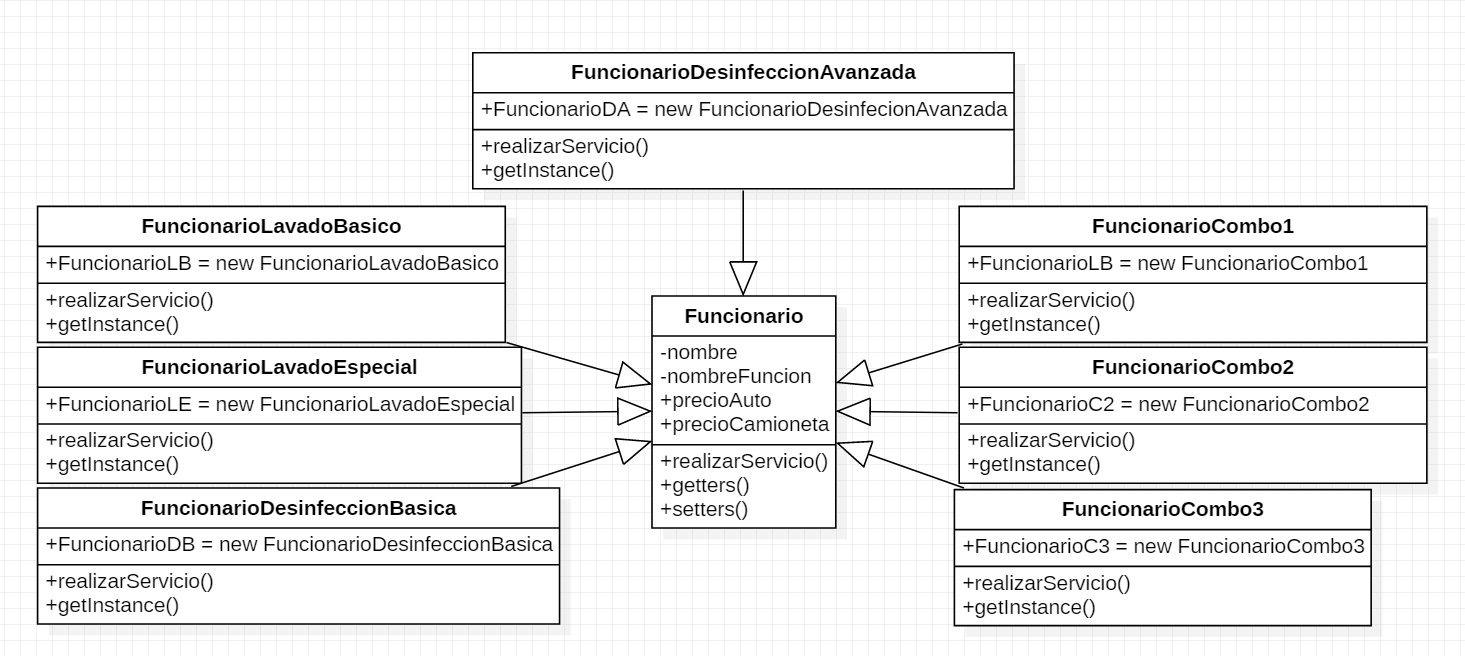 FuncionarioDesinfeccionAvanzada
+FuncionarioDA = new FuncionarioDesinfecionAvanzada
+realizarServicio()
+getInstance()
FuncionarioLavadoBasico
+FuncionarioLB = new FuncionarioLavadoBasico
+realizarServicio()
+getInstance()
FuncionarioLavadoEspecial
+FuncionarioLE = new FuncionarioLavadoEspecial
+realizarServicio()
+getInstance()
FuncionarioDesinfeccionBasica
+FuncionarioDB = new FuncionarioDesinfeccionBasica
+realizarServicio()
+getInstance()
Funcionario
-nombre
-nombreFuncion
+precioAuto
+precioCamioneta
+realizarServicio()
+getters()
+setters()
FuncionarioCombo1
+FuncionarioLB = new FuncionarioCombo1
+realizarServicio()
+getInstance()
FuncionarioCombo2
+FuncionarioC2 = new FuncionarioCombo2
+realizarServicio()
+getInstance()
FuncionarioCombo3
+FuncionarioC3 = new FuncionarioCombo3
+realizarServicio()
+getInstance()